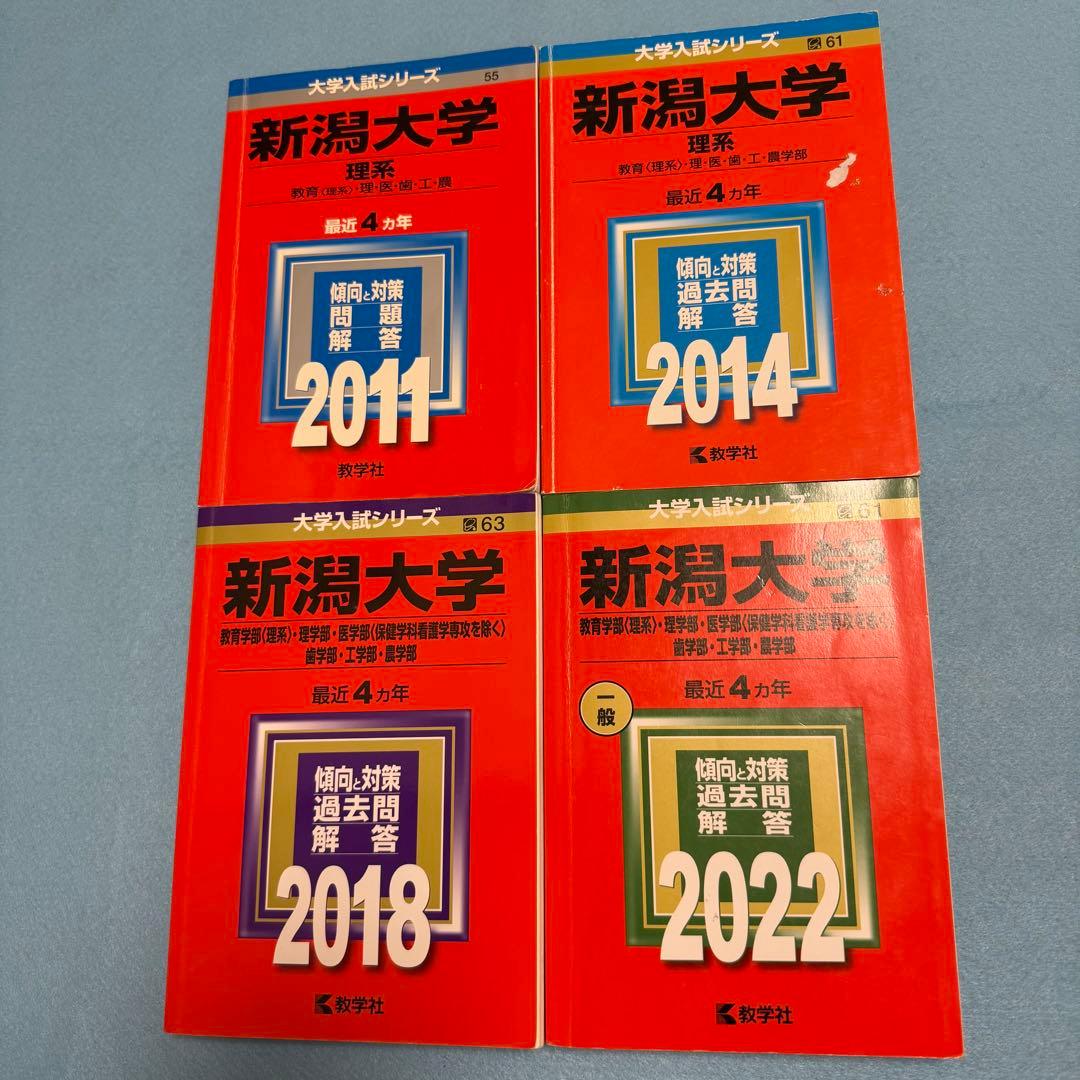 大学入試シリーズ 55
新潟大学
理系
教育〈理系〉・理・医・歯・工・農
最近4ヵ年
傾向と対策
問題
解答
2011
教学社
大学入試シリーズ 61
新潟大学
理系
教育〈理系〉・理・医・歯・工・農学部
最近4ヵ年
傾向と対策
過去問
解答
2014
教学社
大学入試シリーズ 63
新潟大学
教育学部〈理系〉・理学部・医学部〈保健学科看護学専攻を除く〉
歯学部・工学部・農学部
最近4ヵ年
傾向と対策
過去問
解答
2018
教学社
大学入試シリーズ 61
新潟大学
教育学部〈理系〉・理学部・医学部〈保健学科看護学専攻を除く〉
歯学部・工学部・農学部
最近4ヵ年
一般
傾向と対策
過去問
解答
2022
教学社